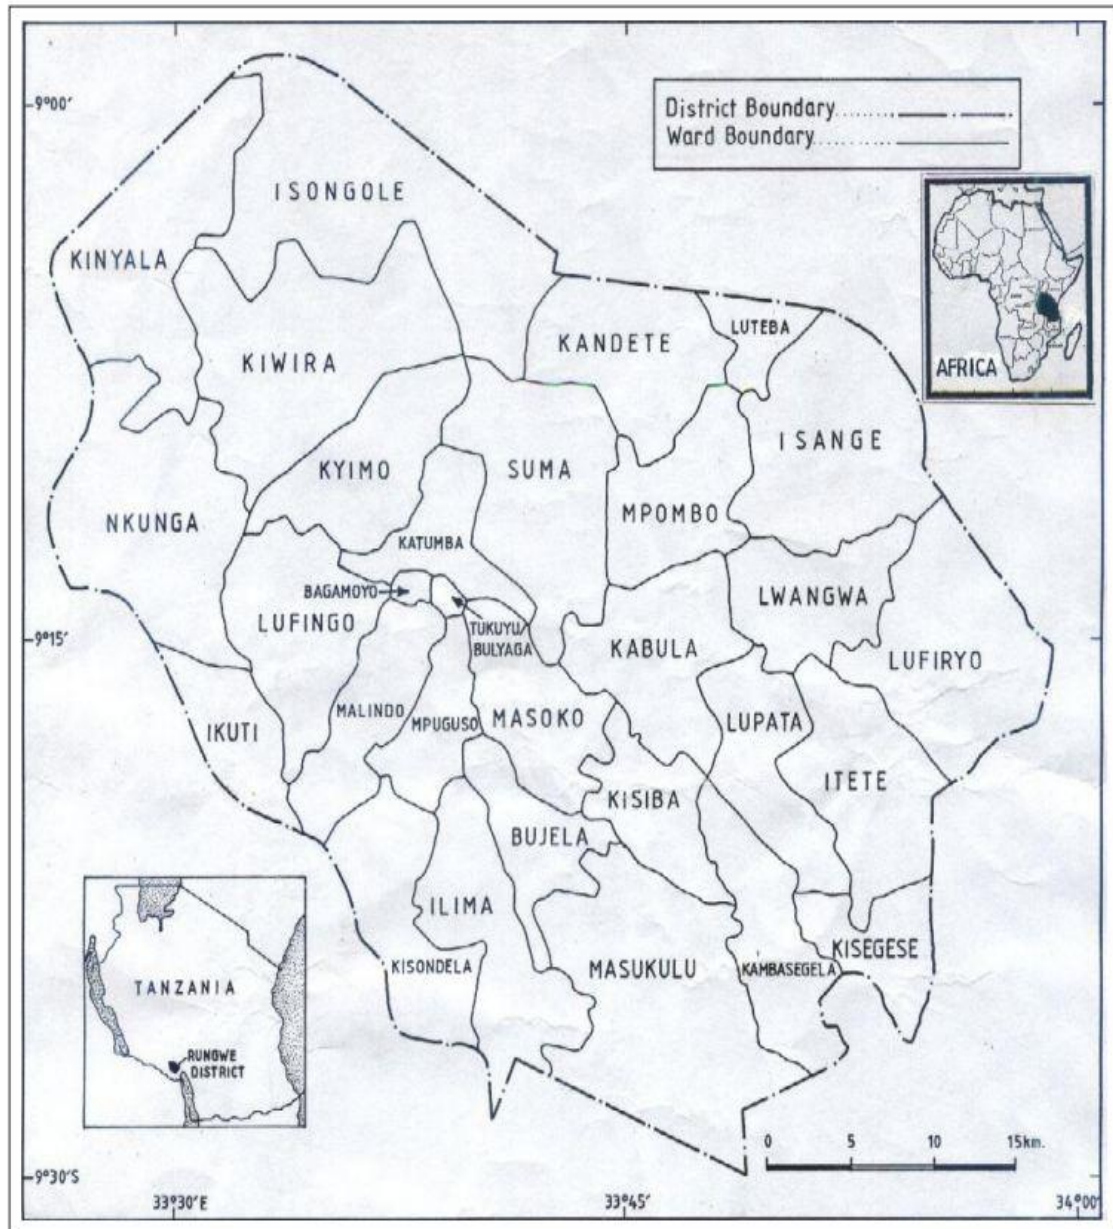 9°00'
District Boundary
Ward Boundary
ISONGOLE
KINYALA
LUTEBA
KANDETE
KIWIRA
AFRICA
ISANGE
KYIMO
SUMA
MPOMBO
NKUNGA
KATUMBA
BAGAMOYO
LWANGWA
LUFINGO
TUKUYU
BULYAGA
9°15'
KABULA
LUFIRYO
MALINDO
MPUGUSO
MASOKO
LUPATA
IKUTI
ITETE
KISIBA
BUJELA
ILIMA
KISEGESE
KISONDELA
MASUKULU
KAMBASEGELA
TANZANIA
RUNGWE
DISTRICT
0 5 10 15km.
9°30'S
33°30'E 33°45' 34°00'